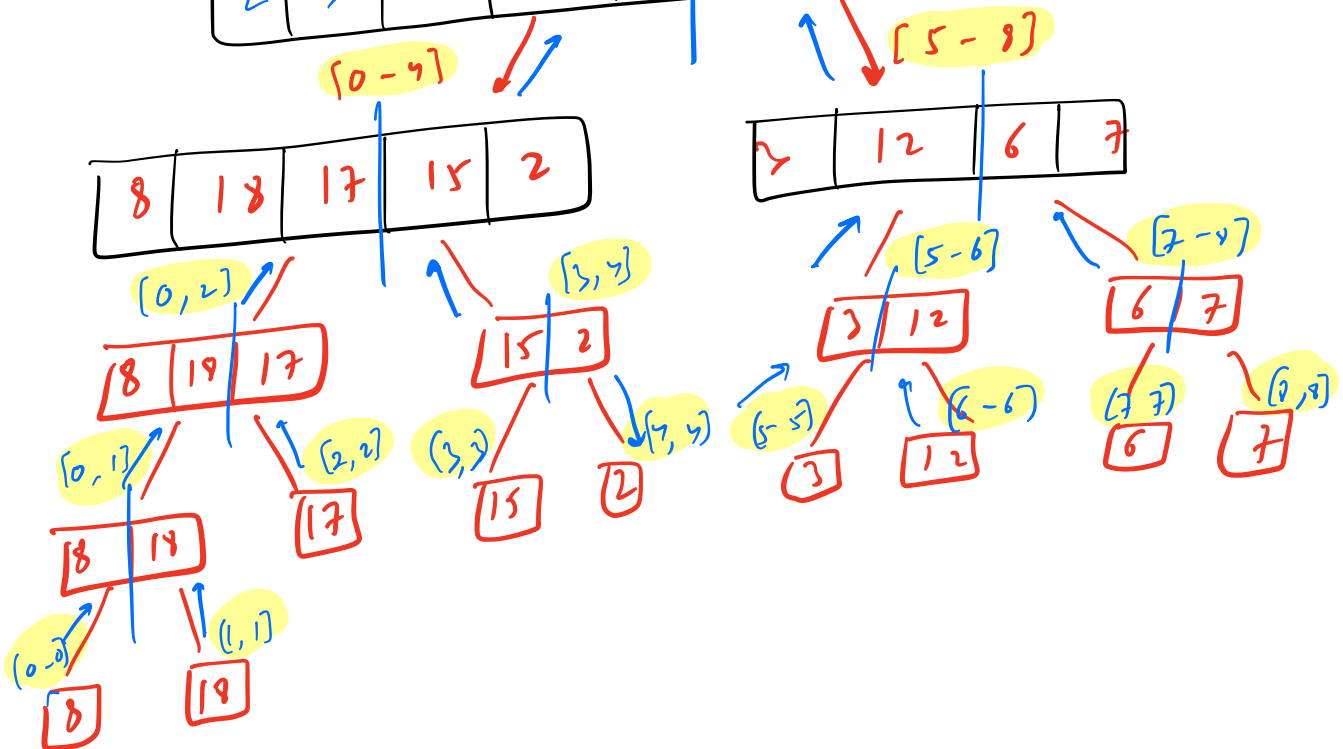 [0 - 4] [5 - 8]
8 18 17 15 2
3 12 6 7
[0, 2] [3, 4] [5 - 6] [7 - 8]
8 18 17
15 2
3 12
6 7
[0, 1] [2, 2] (3, 3) [4, 4] (5-5) (6 - 6) (7 7) (8, 8]
8 18
17
15
2
3
12
6
7
(0-0) (1, 1]
8
18